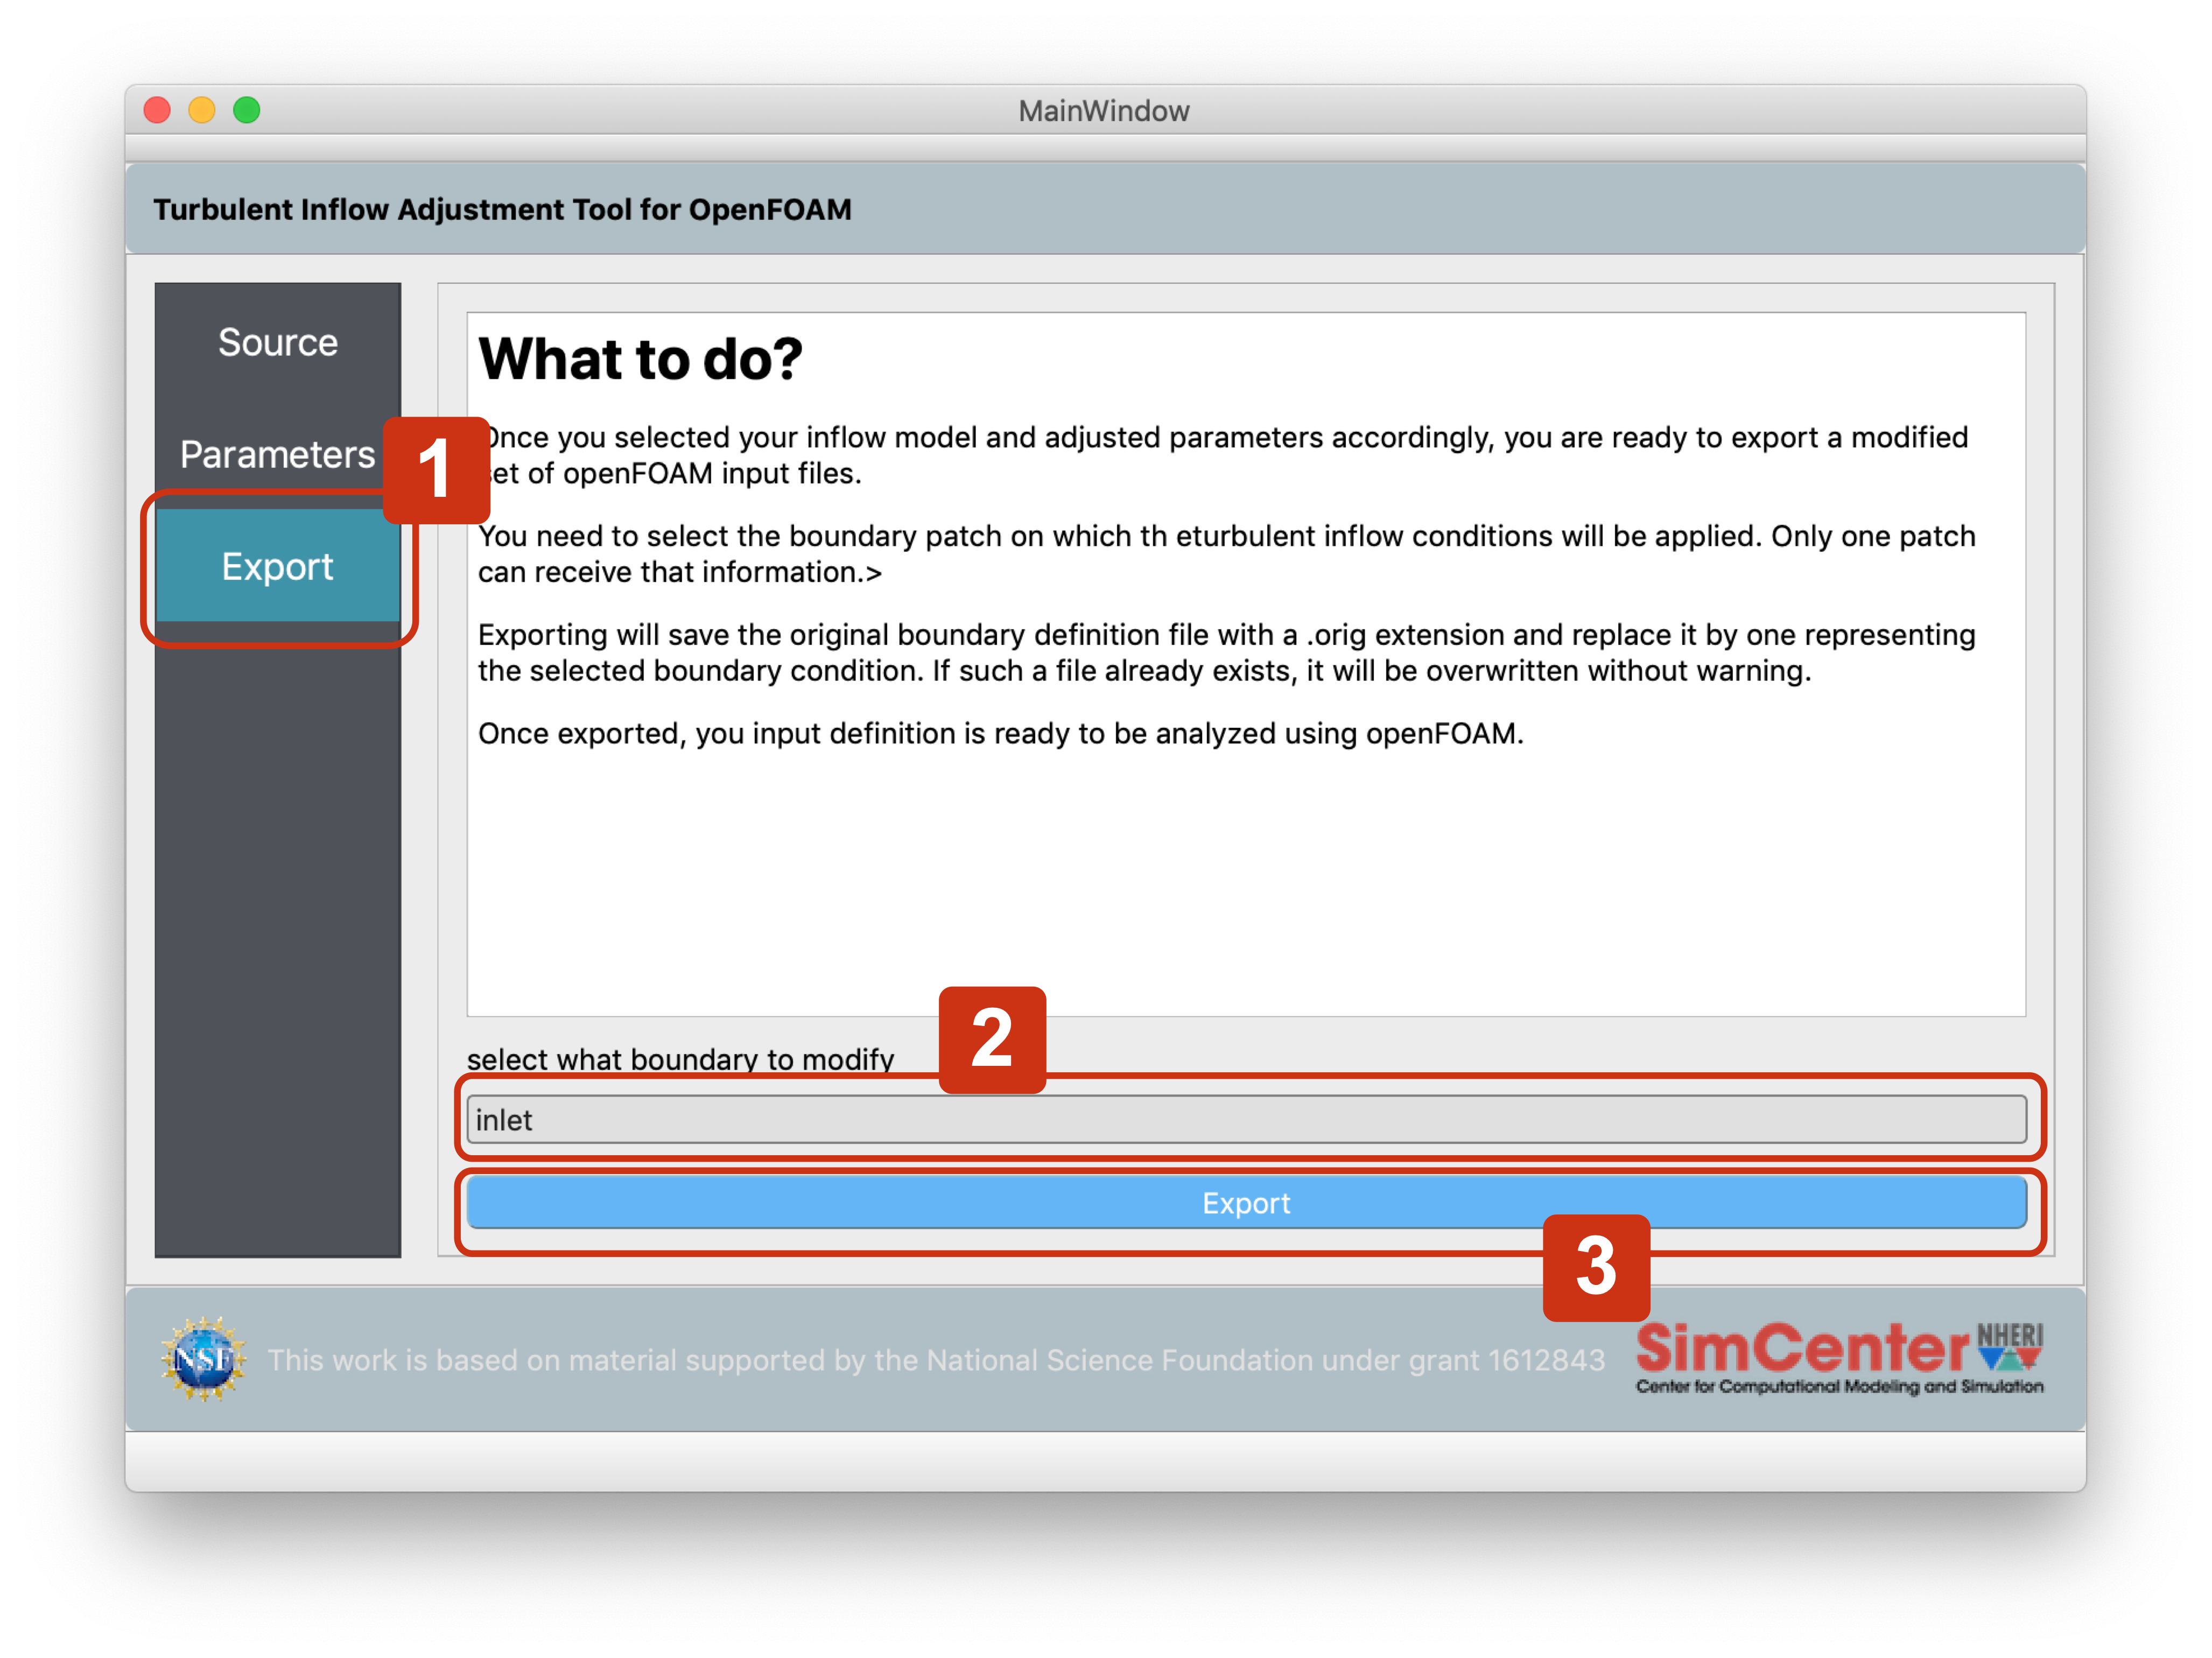 MainWindow
Turbulent Inflow Adjustment Tool for OpenFOAM
Source
Parameters
Export
1
What to do?
Once you selected your inflow model and adjusted parameters accordingly, you are ready to export a modified
set of openFOAM input files.
You need to select the boundary patch on which th eturbulent inflow conditions will be applied. Only one patch
can receive that information.>
Exporting will save the original boundary definition file with a .orig extension and replace it by one representing
the selected boundary condition. If such a file already exists, it will be overwritten without warning.
Once exported, you input definition is ready to be analyzed using openFOAM.
2
select what boundary to modify
inlet
Export
3
NSF
This work is based on material supported by the National Science Foundation under grant 1612843
SimCenter NHERI
Center for Computational Modeling and Simulation